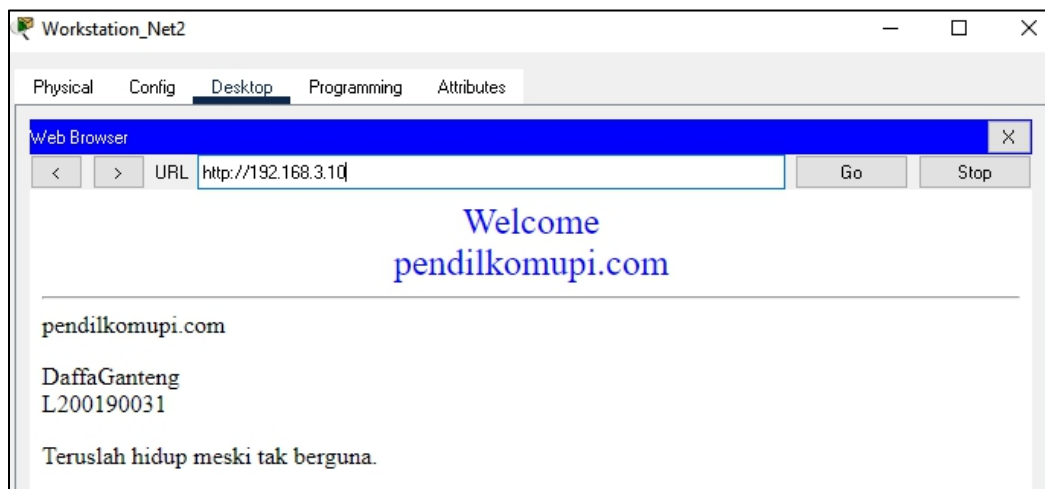 Workstation_Net2
Physical Config Desktop Programming Attributes
Web Browser X
< > URL http://192.168.3.10 Go Stop
Welcome
pendilkomupi.com
pendilkomupi.com
DaffaGanteng
L200190031
Teruslah hidup meski tak berguna.